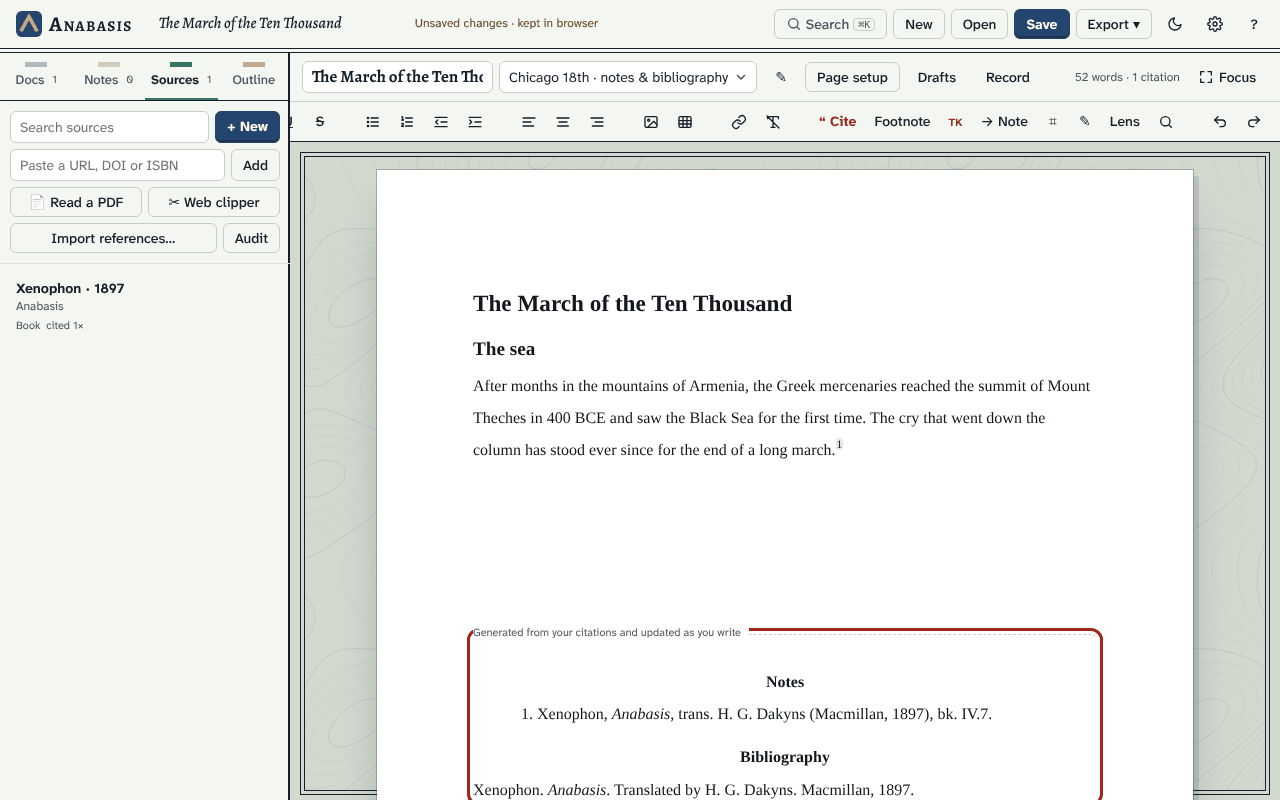 ANABASIS
The March of the Ten Thousand
Unsaved changes · kept in browser
Search ⌘K
New
Open
Save
Export ▾
?
Docs 1
Notes 0
Sources 1
Outline
The March of the Ten Tho
Chicago 18th · notes & bibliography
Page setup
Drafts
Record
52 words · 1 citation
Focus
Search sources
+ New
S
“ Cite
Footnote
TK
→ Note
⌗
Lens
Paste a URL, DOI or ISBN
Add
Read a PDF
✂ Web clipper
Import references...
Audit
Xenophon · 1897
Anabasis
Book cited 1×
The March of the Ten Thousand
The sea
After months in the mountains of Armenia, the Greek mercenaries reached the summit of Mount
Theches in 400 BCE and saw the Black Sea for the first time. The cry that went down the
column has stood ever since for the end of a long march.1
Generated from your citations and updated as you write
Notes
1. Xenophon, Anabasis, trans. H. G. Dakyns (Macmillan, 1897), bk. IV.7.
Bibliography
Xenophon. Anabasis. Translated by H. G. Dakyns. Macmillan, 1897.